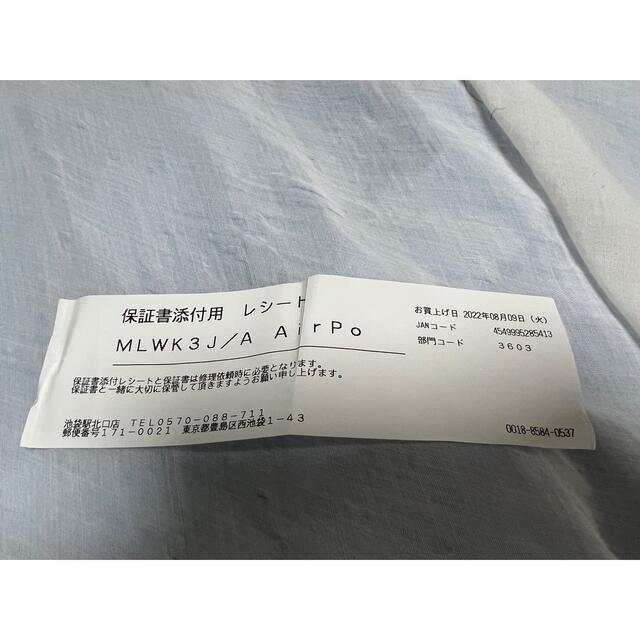 保証書添付用 レシート
MLWK3J/A AirPo
保証書添付レシートと保証書は修理依頼時に必要となります。
保証書と一緒に大切に保管して頂きますようお願い申し上げます。
池袋駅北口店 TEL0570-088-711
郵便番号171-0021 東京都豊島区西池袋1-43
お買上げ日 2022年08月09日 (火)
JANコード 4549995285413
部門コード 3603
0018-8584-0537